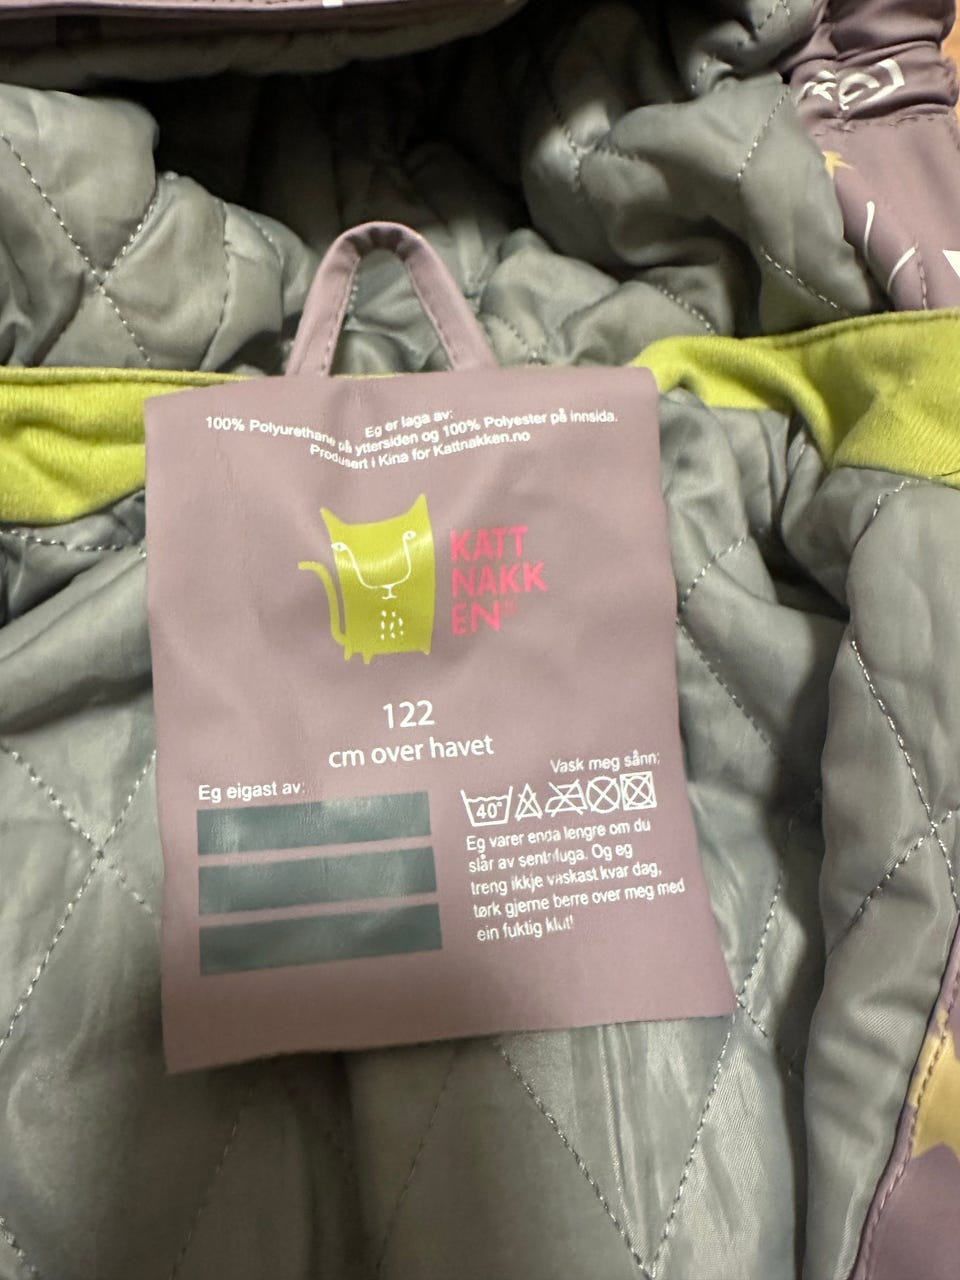 Eg er laga av:
100% Polyurethane på yttersiden og 100% Polyester på innsida.
Produsert i Kina for Kattnakken.no
KATT
NAKK
EN®
122
cm over havet
Eg eigast av:
Vask meg sånn:
40°
Eg varer enda lengre om du
slår av sentrifuga. Og eg
treng ikkje vaskast kvar dag,
tørk gjerne berre over meg med
ein fuktig klut!